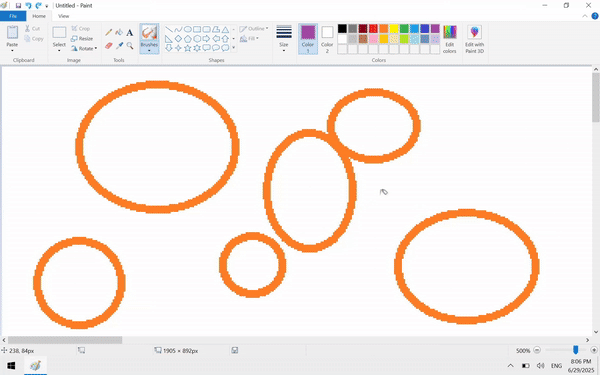 Untitled - Paint
File Home View
Paste
Cut
Copy
Clipboard
Select
Crop
Resize
Rotate
Image
A
Tools
Brushes
Outline
Fill
Shapes
Size
Color
1
Color
2
Colors
Edit
colors
Edit with
Paint 3D
238, 84px
1905 × 892px
500%
ENG
8:06 PM
6/29/2025